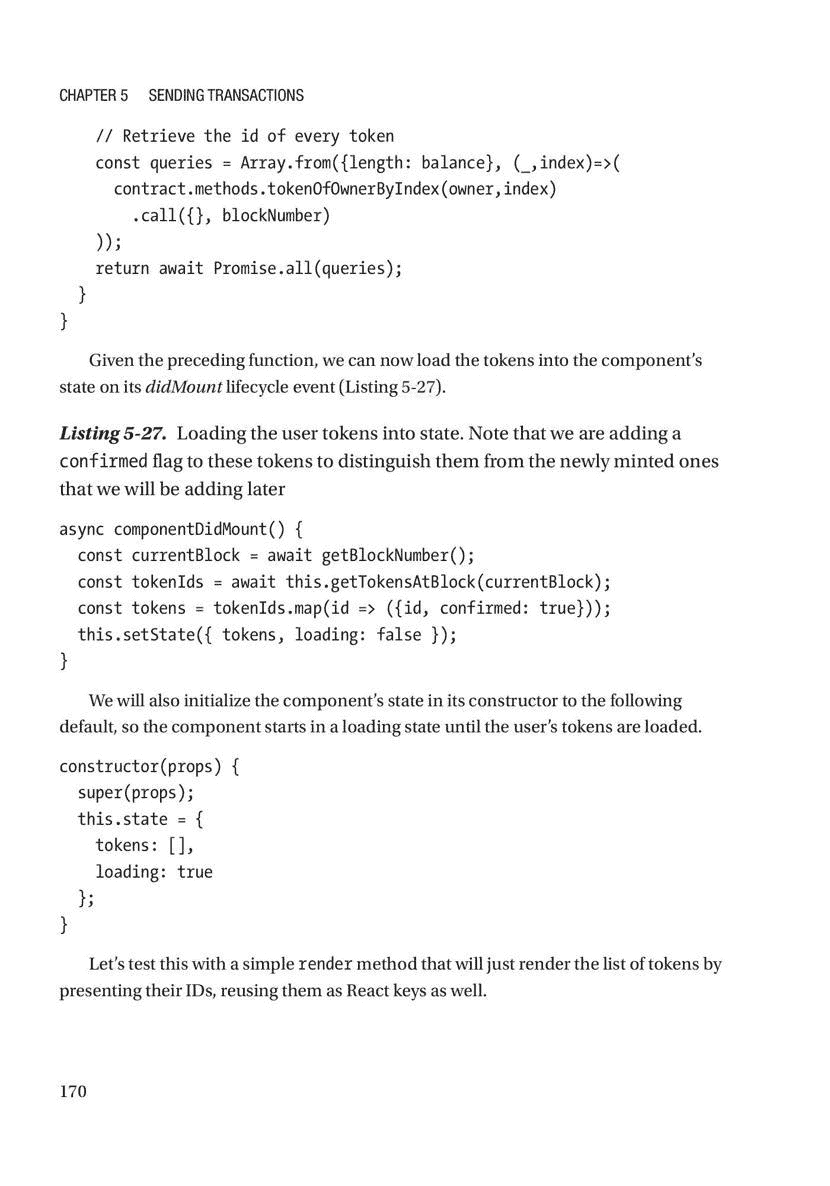 CHAPTER 5 SENDING TRANSACTIONS
// Retrieve the id of every token
const queries = Array.from({length: balance}, (_,index)=>(
contract.methods.tokenOfOwnerByIndex(owner,index)
.call({}, blockNumber)
));
return await Promise.all(queries);
}
}
Given the preceding function, we can now load the tokens into the component’s
state on its didMount lifecycle event (Listing 5-27).
Listing 5-27. Loading the user tokens into state. Note that we are adding a
confirmed flag to these tokens to distinguish them from the newly minted ones
that we will be adding later
async componentDidMount() {
const currentBlock = await getBlockNumber();
const tokenIds = await this.getTokensAtBlock(currentBlock);
const tokens = tokenIds.map(id => ({id, confirmed: true}));
this.setState({ tokens, loading: false });
}
We will also initialize the component’s state in its constructor to the following
default, so the component starts in a loading state until the user’s tokens are loaded.
constructor(props) {
super(props);
this.state = {
tokens: [],
loading: true
};
}
Let’s test this with a simple render method that will just render the list of tokens by
presenting their IDs, reusing them as React keys as well.
170